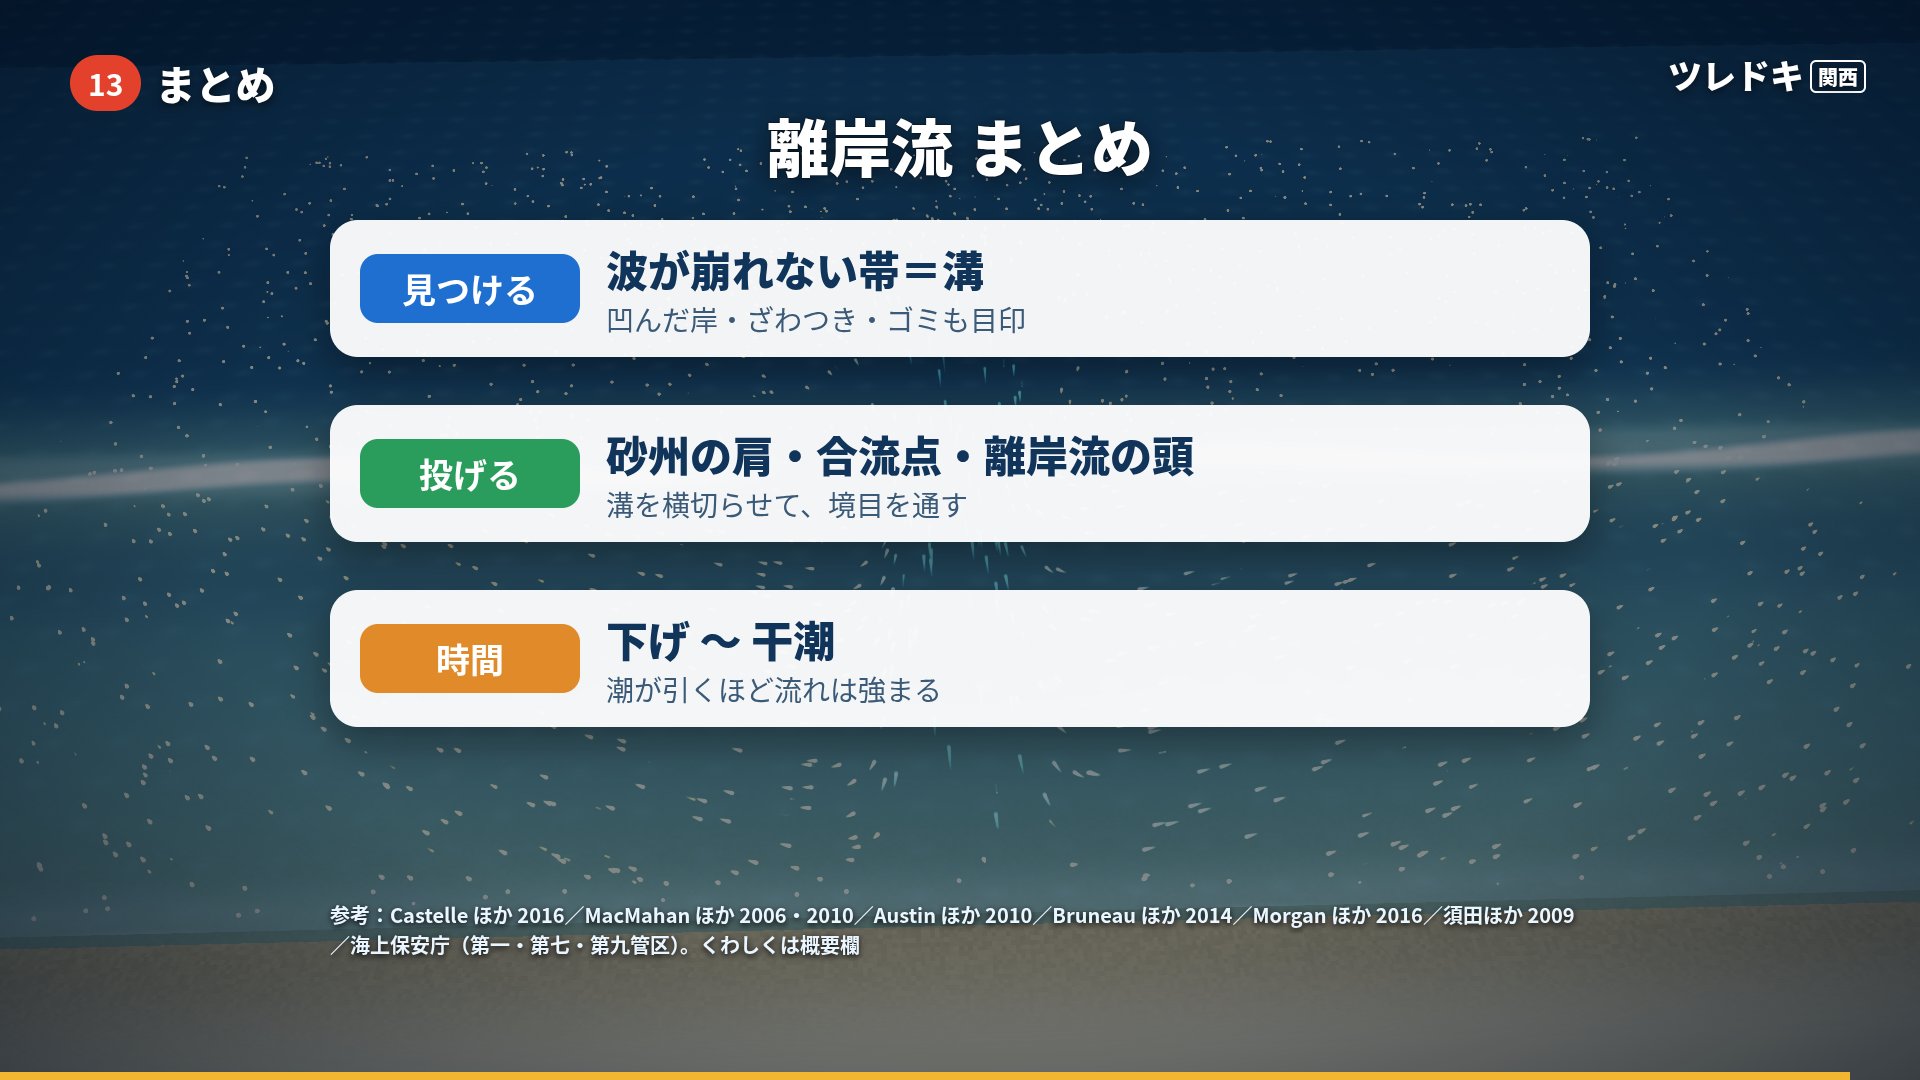 13 まとめ
ツレドキ 関西
離岸流 まとめ
見つける
波が崩れない帯＝溝
凹んだ岸・ざわつき・ゴミも目印
投げる
砂州の肩・合流点・離岸流の頭
溝を横切らせて、境目を通す
時間
下げ 〜 干潮
潮が引くほど流れは強まる
参考：Castelle ほか 2016／MacMahan ほか 2006・2010／Austin ほか 2010／Bruneau ほか 2014／Morgan ほか 2016／須田ほか 2009
／海上保安庁（第一・第七・第九管区）。くわしくは概要欄